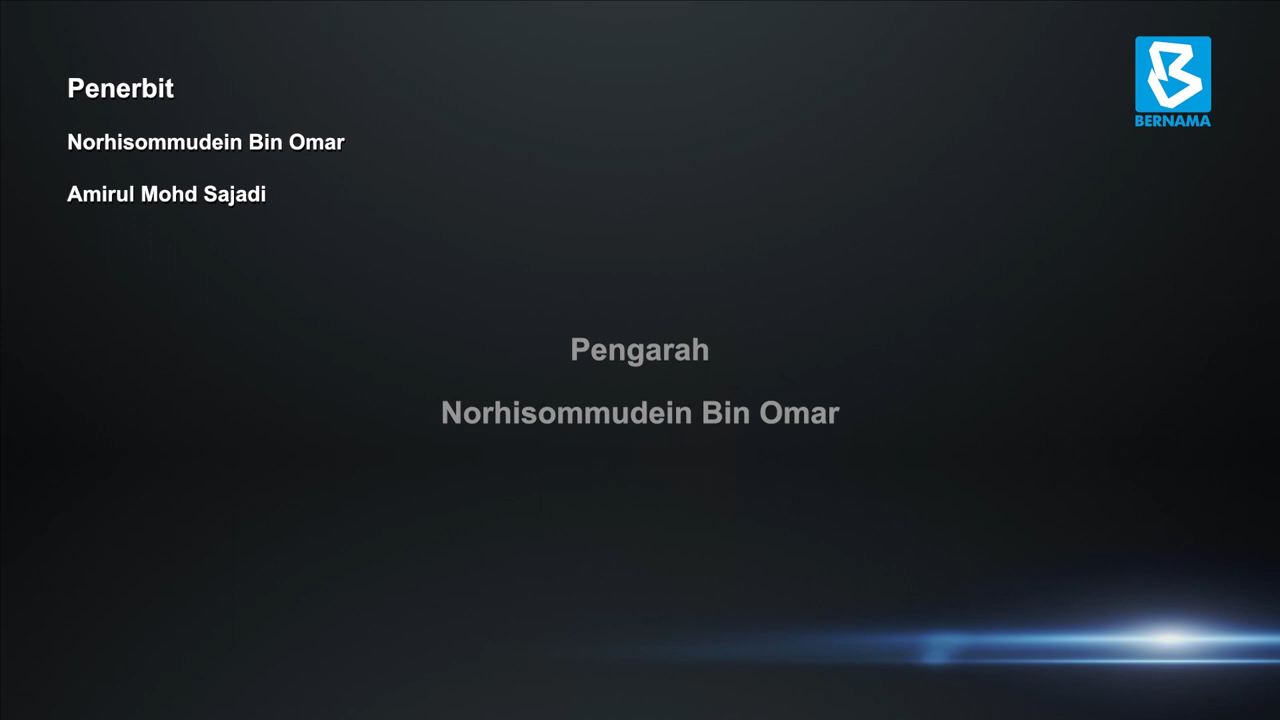 Penerbit
Norhisommudein Bin Omar
Amirul Mohd Sajadi
BERNAMA
Pengarah
Norhisommudein Bin Omar